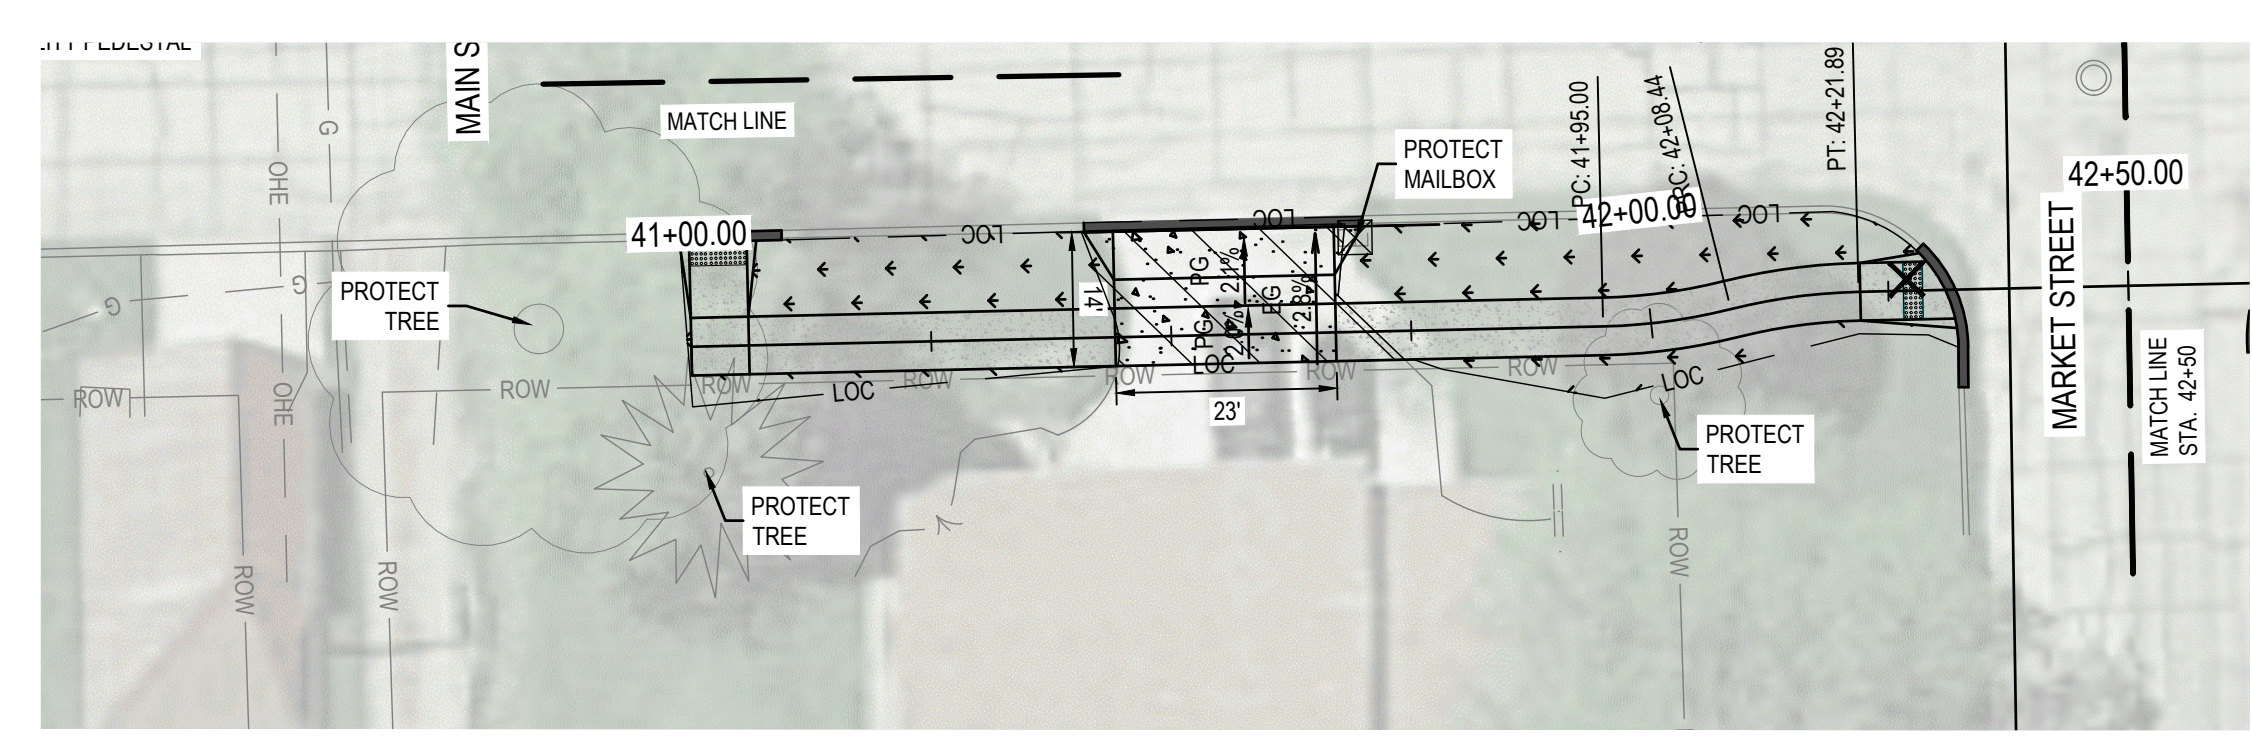 MAIN S
MATCH LINE
G
OHE
PROTECT
MAILBOX
PC: 41+95.00
PRC: 42+08.44
PT: 42+21.89
42+50.00
41+00.00
LOC
LOC
LOC
42+00.00
LOC
G
G
PROTECT
TREE
14'
PG
21%
EG
2.8%
PG
2.0%
MARKET STREET
MATCH LINE
STA. 42+50
ROW
OHE
ROW
ROW
LOC
ROW
ROW
LOC
ROW
ROW
LOC
23'
PROTECT
TREE
PROTECT
TREE
ROW
ROW
ROW